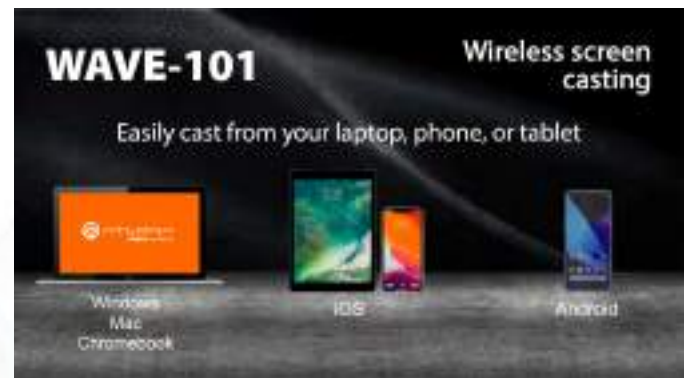 WAVE-101
Wireless screen
casting
Easily cast from your laptop, phone, or tablet
Windows
Mac
Chromebook
iOS
Android